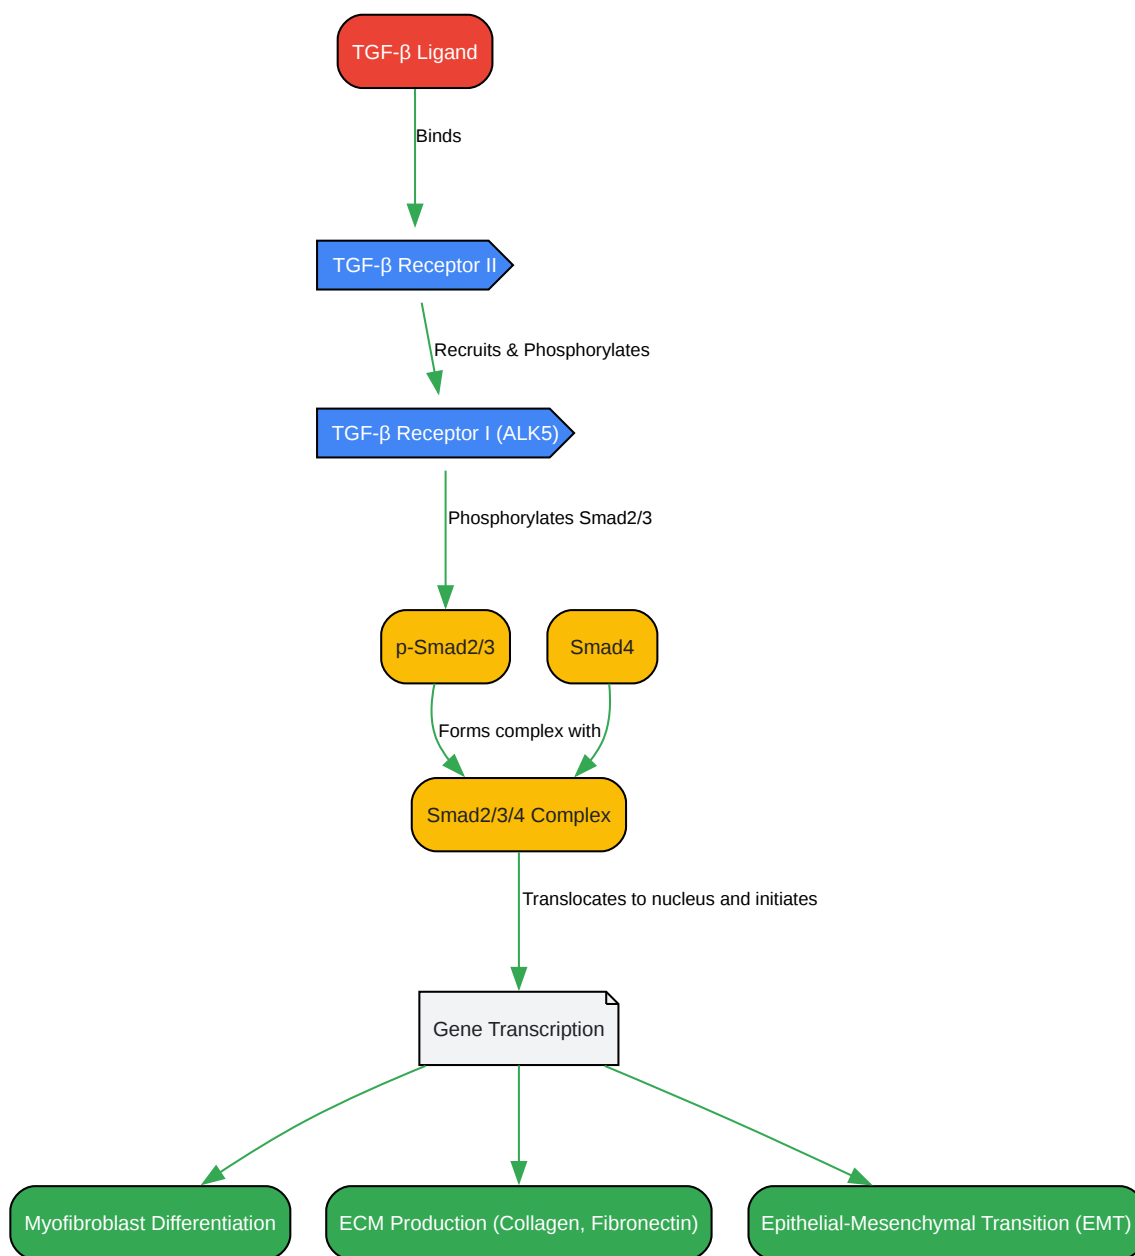 TGF-β Ligand
Binds
TGF-β Receptor II
Recruits & Phosphorylates
TGF-β Receptor I (ALK5)
Phosphorylates Smad2/3
p-Smad2/3
Smad4
Forms complex with
Smad2/3/4 Complex
Translocates to nucleus and initiates
Gene Transcription
Myofibroblast Differentiation
ECM Production (Collagen, Fibronectin)
Epithelial-Mesenchymal Transition (EMT)